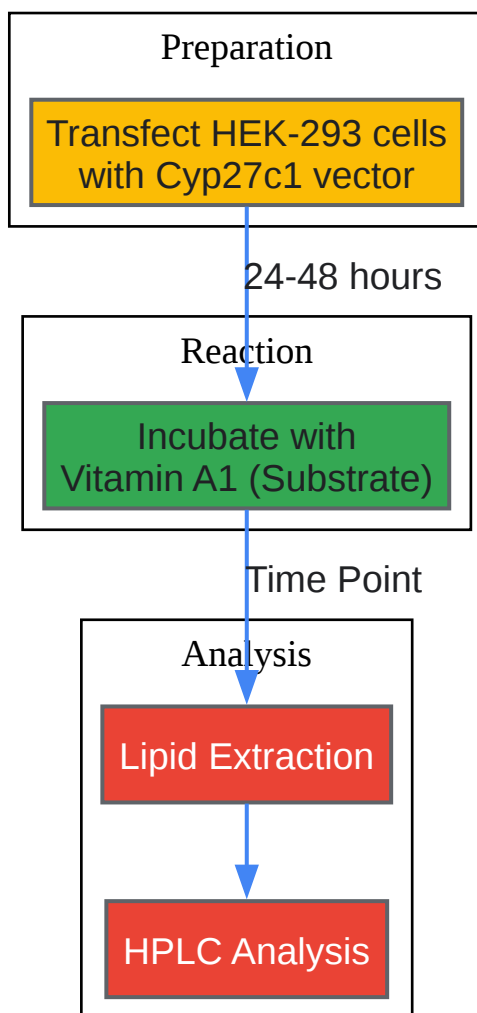 Preparation
Transfect HEK-293 cells
with Cyp27c1 vector
24-48 hours
Reaction
Incubate with
Vitamin A1 (Substrate)
Time Point
Analysis
Lipid Extraction
HPLC Analysis